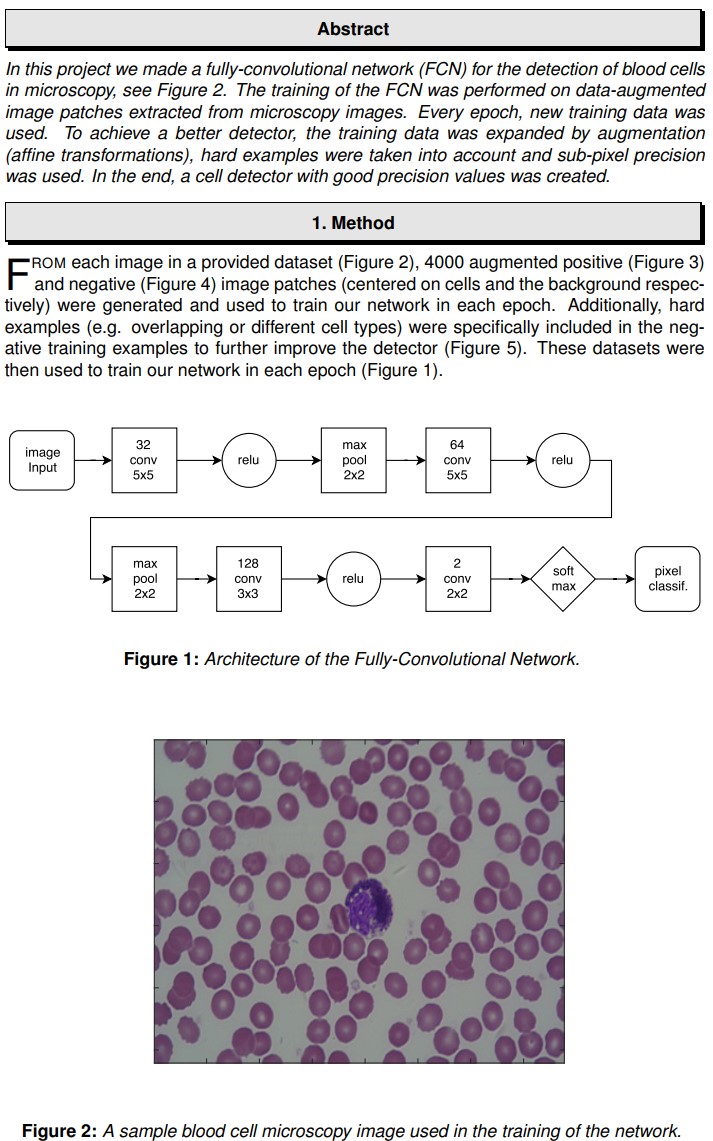 Abstract
In this project we made a fully-convolutional network (FCN) for the detection of blood cells
in microscopy, see Figure 2. The training of the FCN was performed on data-augmented
image patches extracted from microscopy images. Every epoch, new training data was
used. To achieve a better detector, the training data was expanded by augmentation
(affine transformations), hard examples were taken into account and sub-pixel precision
was used. In the end, a cell detector with good precision values was created.
1. Method
FROM each image in a provided dataset (Figure 2), 4000 augmented positive (Figure 3)
and negative (Figure 4) image patches (centered on cells and the background respec-
tively) were generated and used to train our network in each epoch. Additionally, hard
examples (e.g. overlapping or different cell types) were specifically included in the neg-
ative training examples to further improve the detector (Figure 5). These datasets were
then used to train our network in each epoch (Figure 1).
image
Input
32
conv
5x5
relu
max
pool
2x2
64
conv
5x5
relu
max
pool
2x2
128
conv
3x3
relu
2
conv
2x2
soft
max
pixel
classif.
Figure 1: Architecture of the Fully-Convolutional Network.
Figure 2: A sample blood cell microscopy image used in the training of the network.